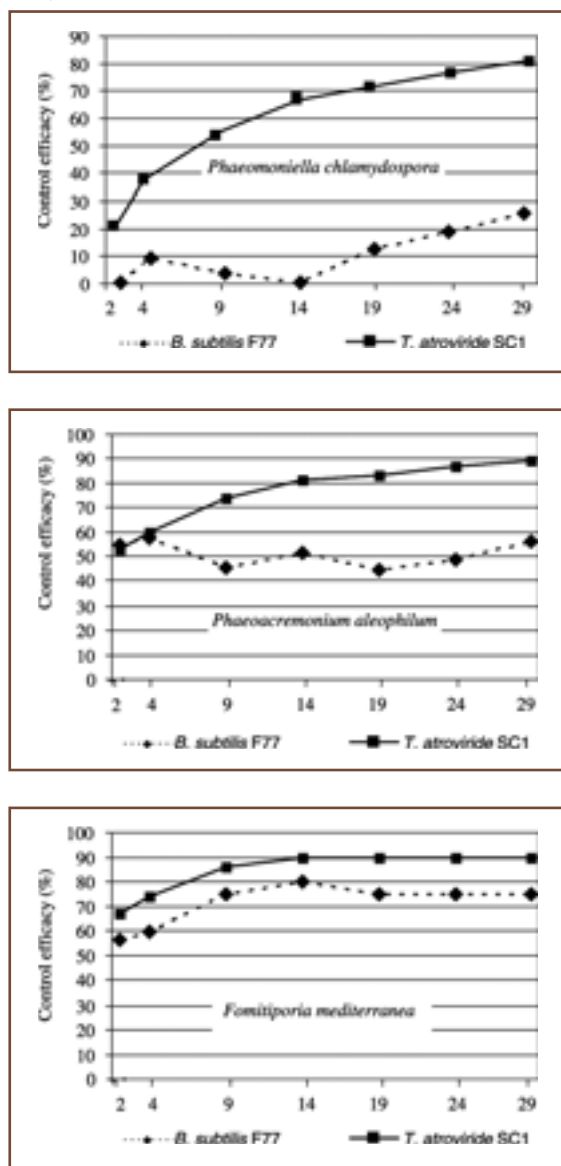 90
80
70
60
50
40
30
20
10
0
Control efficacy (%)
Phaeomoniella chlamydospora
2 4 9 14 19 24 29
B. subtilis F77 T. atroviride SC1
100
90
80
70
60
50
40
30
20
10
0
Control efficacy (%)
Phaeoacremonium aleophilum
2 4 9 14 19 24 29
B. subtilis F77 T. atroviride SC1
100
90
80
70
60
50
40
30
20
10
0
Control efficacy (%)
Fomitiporia mediterranea
2 4 9 14 19 24 29
B. subtilis F77 T. atroviride SC1